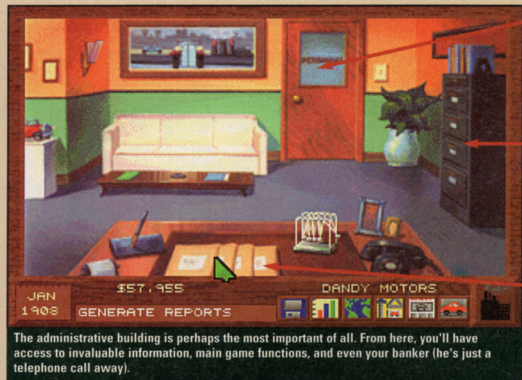 PERSONNEL
$57,955
DANDY MOTORS
JAN
1908
GENERATE REPORTS
The administrative building is perhaps the most important of all. From here, you'll have
access to invaluable information, main game functions, and even your banker (he's just a
telephone call away).